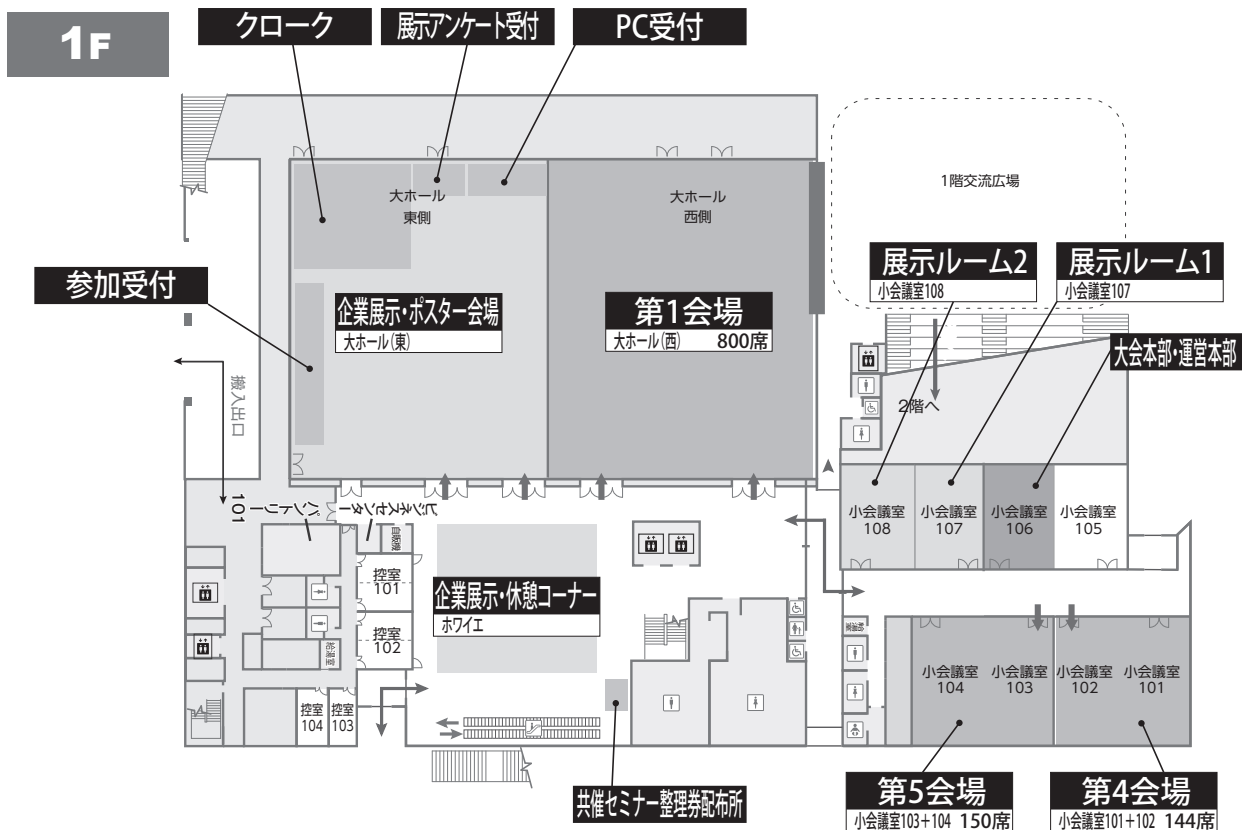 1F
クローク
展示アンケート受付
PC受付
大ホール
東側
大ホール
西側
1階交流広場
参加受付
企業展示・ポスター会場
大ホール(東)
第1会場
大ホール(西) 800席
展示ルーム2
小会議室108
展示ルーム1
小会議室107
大会本部・運営本部
搬入出口
2階へ
パントリー
101
ビジネスセンター
自販機
小会議室
108
小会議室
107
小会議室
106
小会議室
105
控室
101
控室
102
企業展示・休憩コーナー
ホワイエ
給湯室
給湯室
小会議室
104
小会議室
103
小会議室
102
小会議室
101
控室
104
控室
103
共催セミナー整理券配布所
第5会場
小会議室103+104 150席
第4会場
小会議室101+102 144席